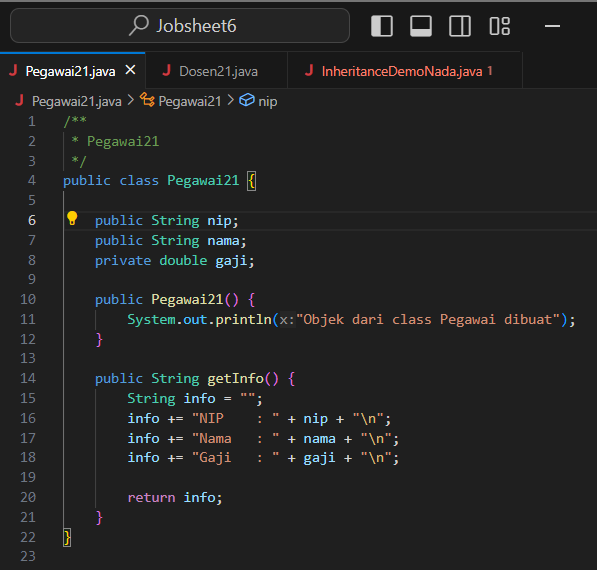 Jobsheet6
J Pegawai21.java × J Dosen21.java J InheritanceDemoNada.java 1
J Pegawai21.java > Pegawai21 > nip
1 /**
2  * Pegawai21
3  */
4 public class Pegawai21 {
5
6     public String nip;
7     public String nama;
8     private double gaji;
9
10     public Pegawai21() {
11         System.out.println(x:"Objek dari class Pegawai dibuat");
12     }
13
14     public String getInfo() {
15         String info = "";
16         info += "NIP    : " + nip + "\n";
17         info += "Nama   : " + nama + "\n";
18         info += "Gaji   : " + gaji + "\n";
19
20         return info;
21     }
22 }
23